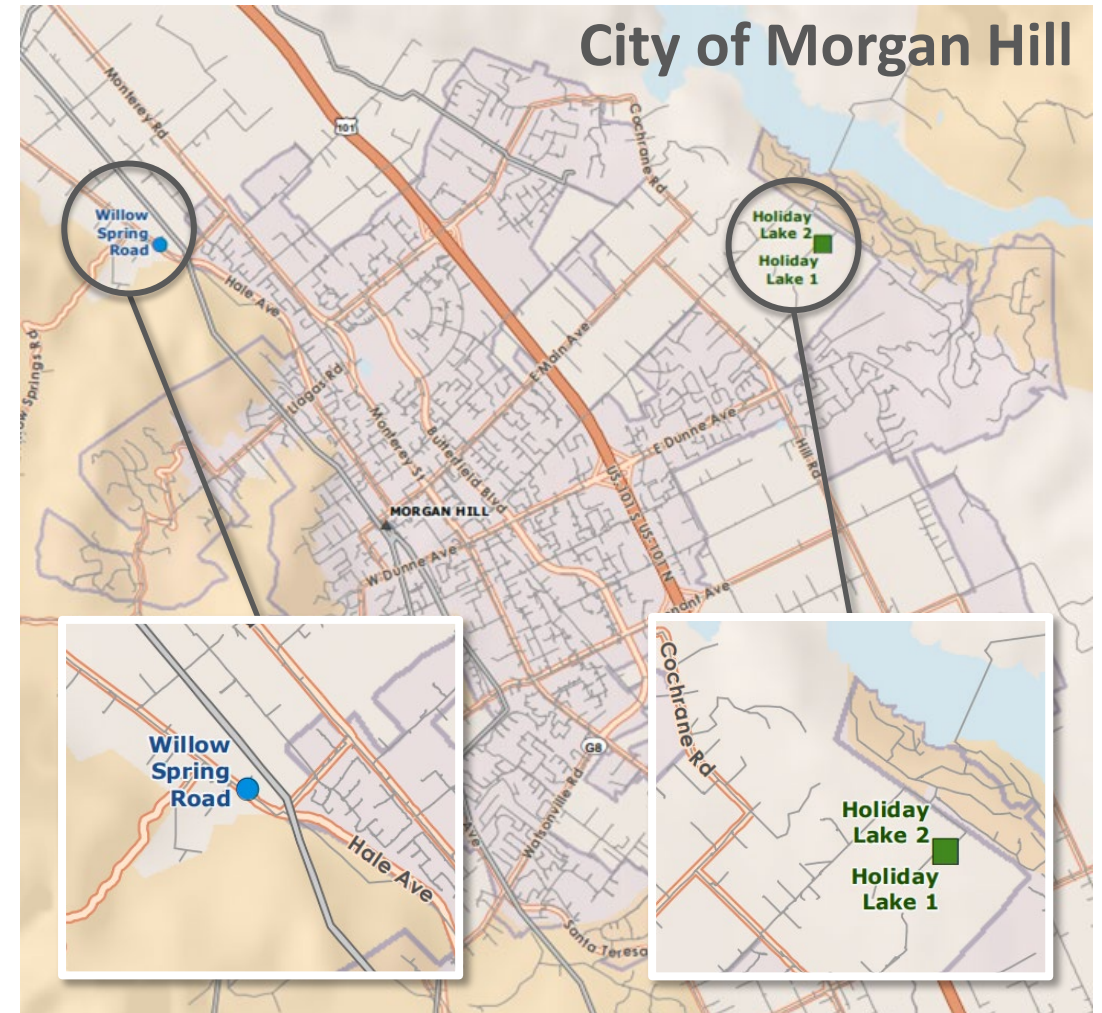 City of Morgan Hill
Monterey Rd
101
Cochrane Rd
Willow
Spring
Road
Holiday
Lake 2
Holiday
Lake 1
Hale Ave
E Main Ave
Llagas Rd
Monterey St
Butterfield Blvd
E Dunne Ave
Hill Rd
US-101 S US-101 N
MORGAN HILL
W Dunne Ave
Springs Rd
G8
Watsonville Rd
Ave
Santa Teresa
Willow
Spring
Road
Hale Ave
Cochrane Rd
Holiday
Lake 2
Holiday
Lake 1